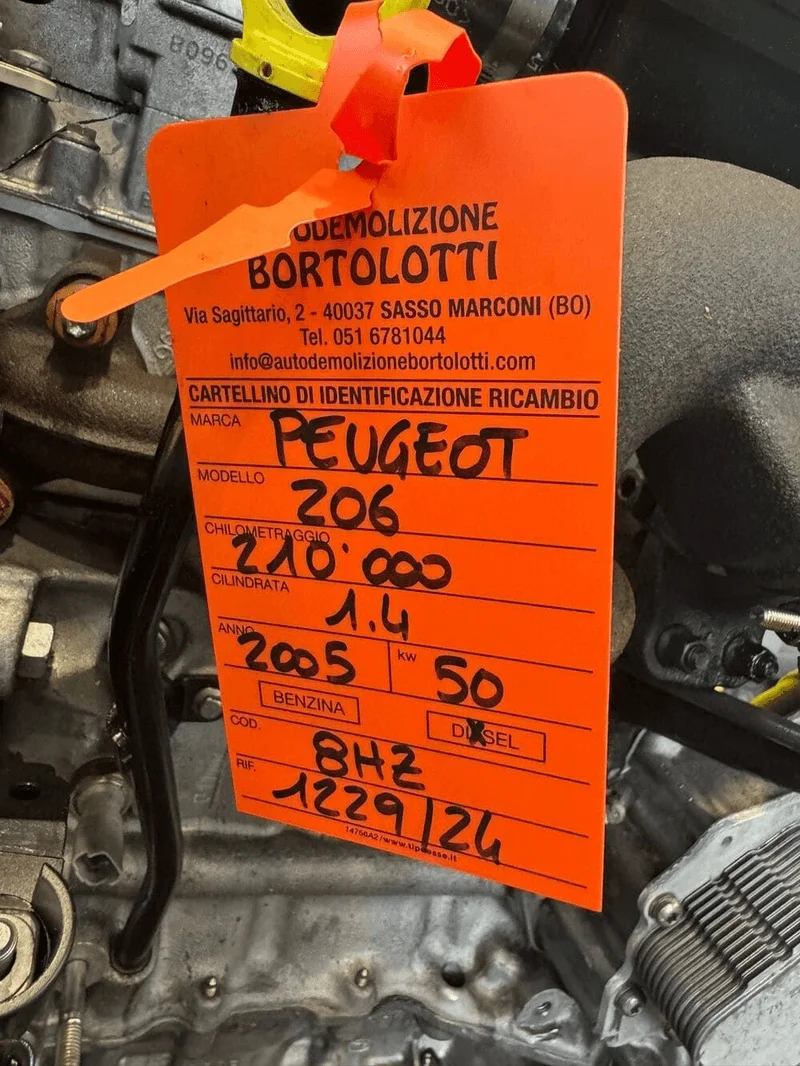 ODEMOLIZIONE
BORTOLOTTI
Via Sagittario, 2 - 40037 SASSO MARCONI (BO)
Tel. 051 6781044
info@autodemolizionebortolotti.com
CARTELLINO DI IDENTIFICAZIONE RICAMBIO
MARCA PEUGEOT
MODELLO 206
CHILOMETRAGGIO 210'000
CILINDRATA 1.4
ANNO 2005 kw 50
BENZINA DIESEL
COD. 8HZ
RIF. 1229/24